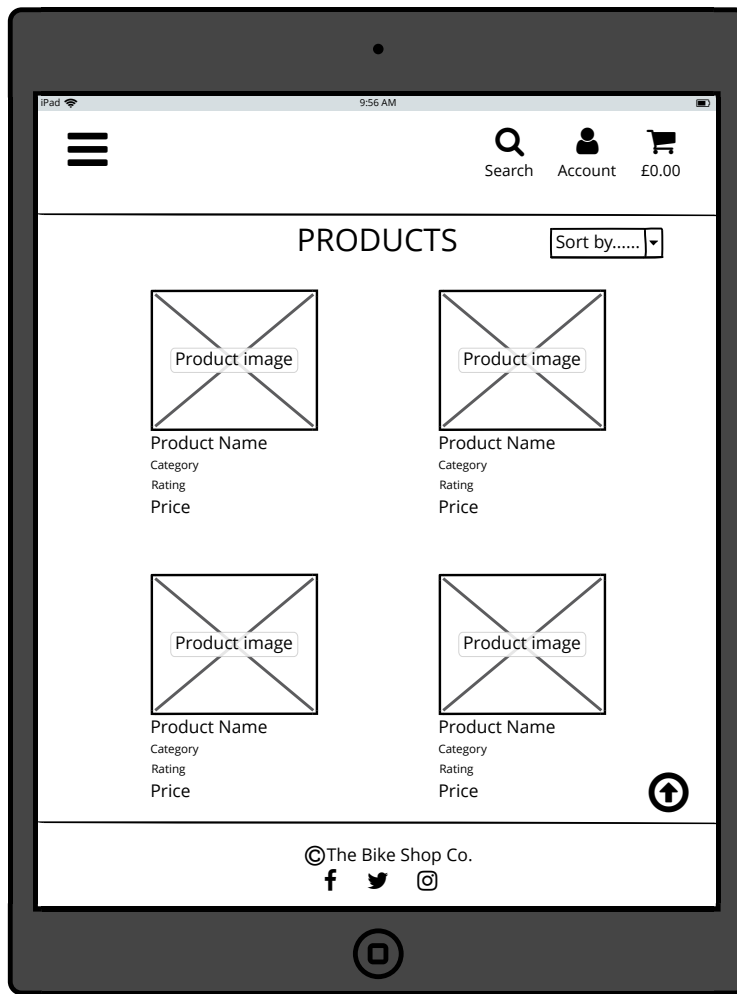 iPad 9:56 AM
Search Account £0.00
PRODUCTS Sort by......
Product image Product image
Product Name Product Name
Category Category
Rating Rating
Price Price
Product image Product image
Product Name Product Name
Category Category
Rating Rating
Price Price
©The Bike Shop Co.